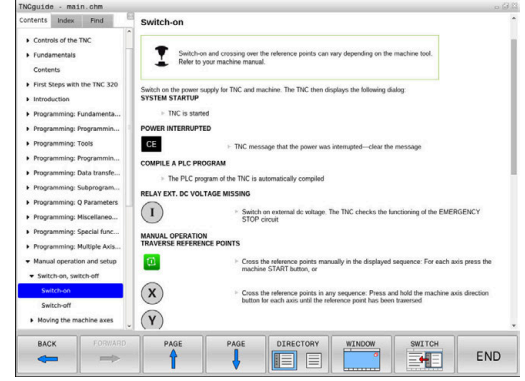 TNCguide - main.chm
Contents Index Find
Controls of the TNC
Fundamentals
Contents
First Steps with the TNC 320
Introduction
Programming: Fundamenta...
Programming: Programmin...
Programming: Tools
Programming: Programmin...
Programming: Data transfe...
Programming: Subprogram...
Programming: Q Parameters
Programming: Miscellaneo...
Programming: Special func...
Programming: Multiple Axis...
Manual operation and setup
Switch-on, switch-off
Switch-on
Switch-off
Moving the machine axes
Switch-on
Switch-on and crossing over the reference points can vary depending on the machine tool.
Refer to your machine manual.
Switch on the power supply for TNC and machine. The TNC then displays the following dialog:
SYSTEM STARTUP
TNC is started
POWER INTERRUPTED
CE
TNC message that the power was interrupted—clear the message
COMPILE A PLC PROGRAM
The PLC program of the TNC is automatically compiled
RELAY EXT. DC VOLTAGE MISSING
I
Switch on external dc voltage. The TNC checks the functioning of the EMERGENCY
STOP circuit
MANUAL OPERATION
TRAVERSE REFERENCE POINTS
Cross the reference points manually in the displayed sequence: For each axis press the
machine START button, or
X
Cross the reference points in any sequence: Press and hold the machine axis direction
button for each axis until the reference point has been traversed
Y
BACK FORWARD PAGE PAGE DIRECTORY WINDOW SWITCH END